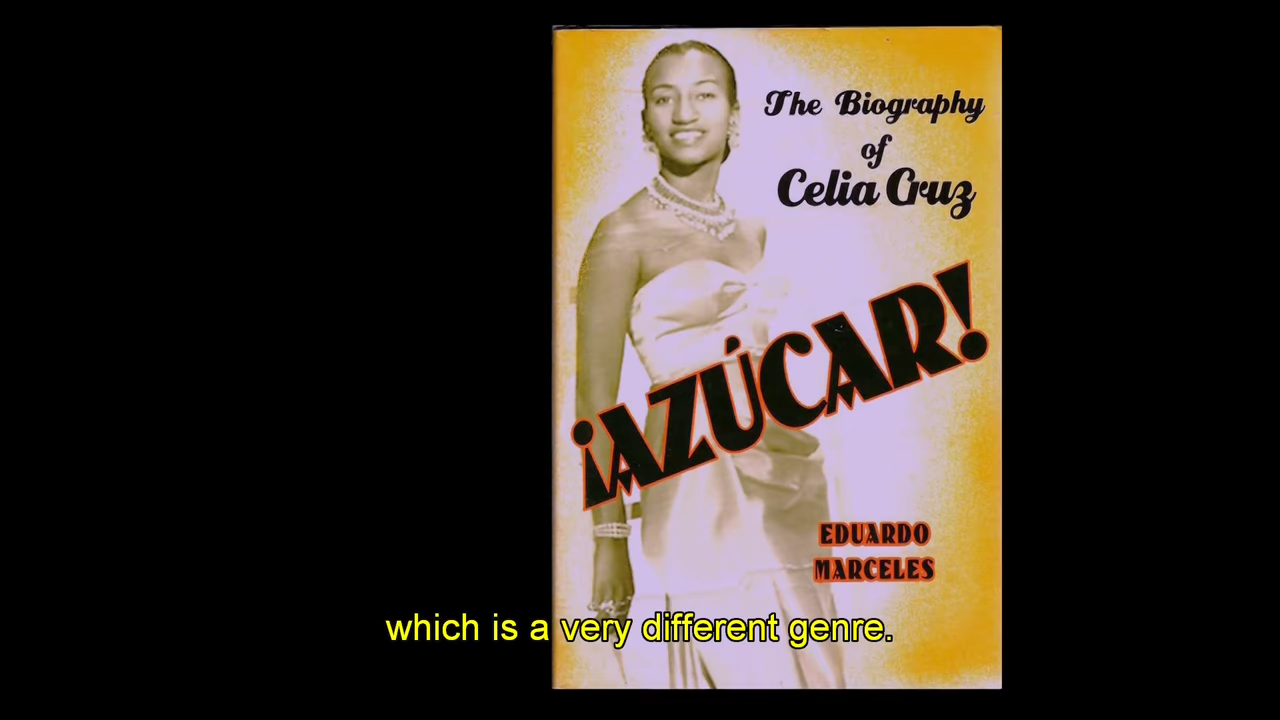 The Biography
of
Celia Cruz
¡AZÚCAR!
EDUARDO
MARCELES
which is a very different genre.